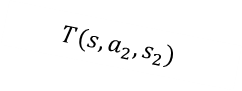 T(s, a₂, s₂)